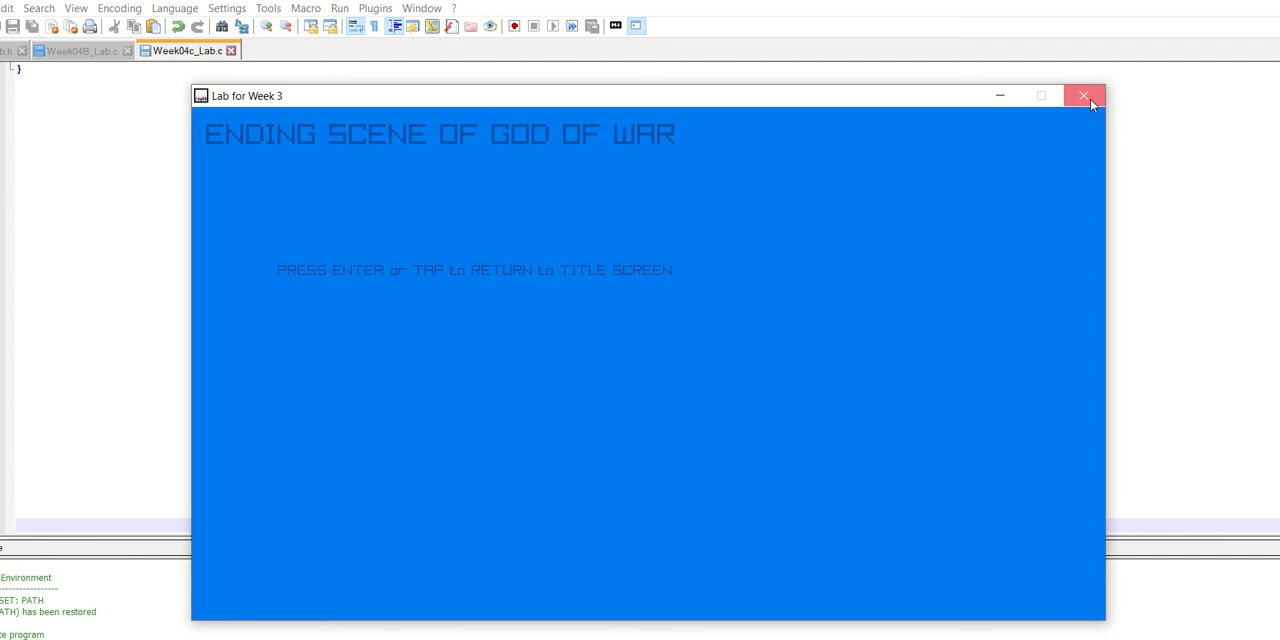 dit Search View Encoding Language Settings Tools Macro Run Plugins Window ?
b.h Week04B_Lab.c Week04c_Lab.c
}
Lab for Week 3
ENDING SCENE OF GOD OF WAR
PRESS ENTER or TAP to RETURN to TITLE SCREEN
e
Environment
-----------------
SET: PATH
ATH) has been restored
te program